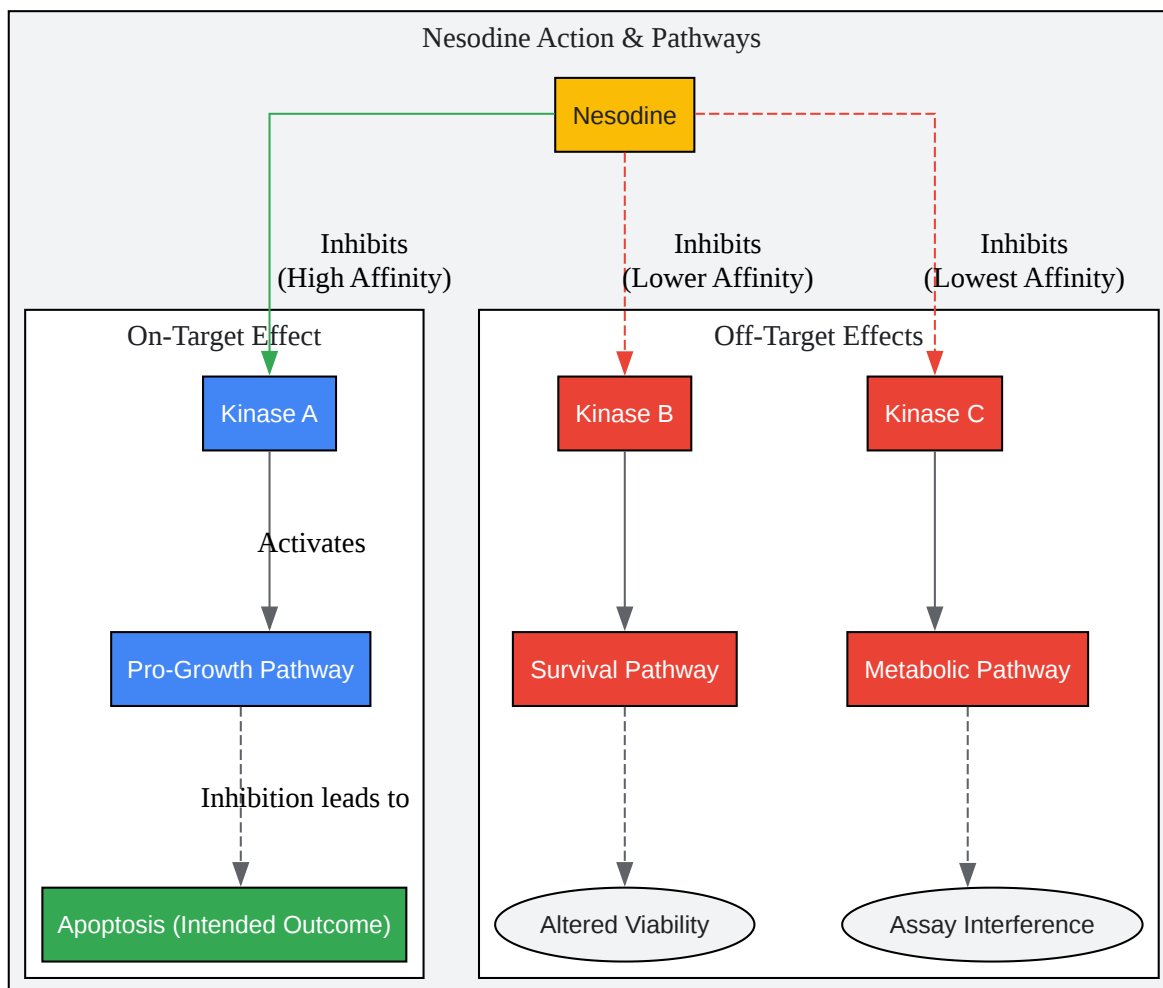 Nesodine Action & Pathways
Nesodine
Inhibits
(High Affinity)
Inhibits
(Lower Affinity)
Inhibits
(Lowest Affinity)
On-Target Effect
Off-Target Effects
Kinase A
Kinase B
Kinase C
Activates
Pro-Growth Pathway
Survival Pathway
Metabolic Pathway
Inhibition leads to
Apoptosis (Intended Outcome)
Altered Viability
Assay Interference